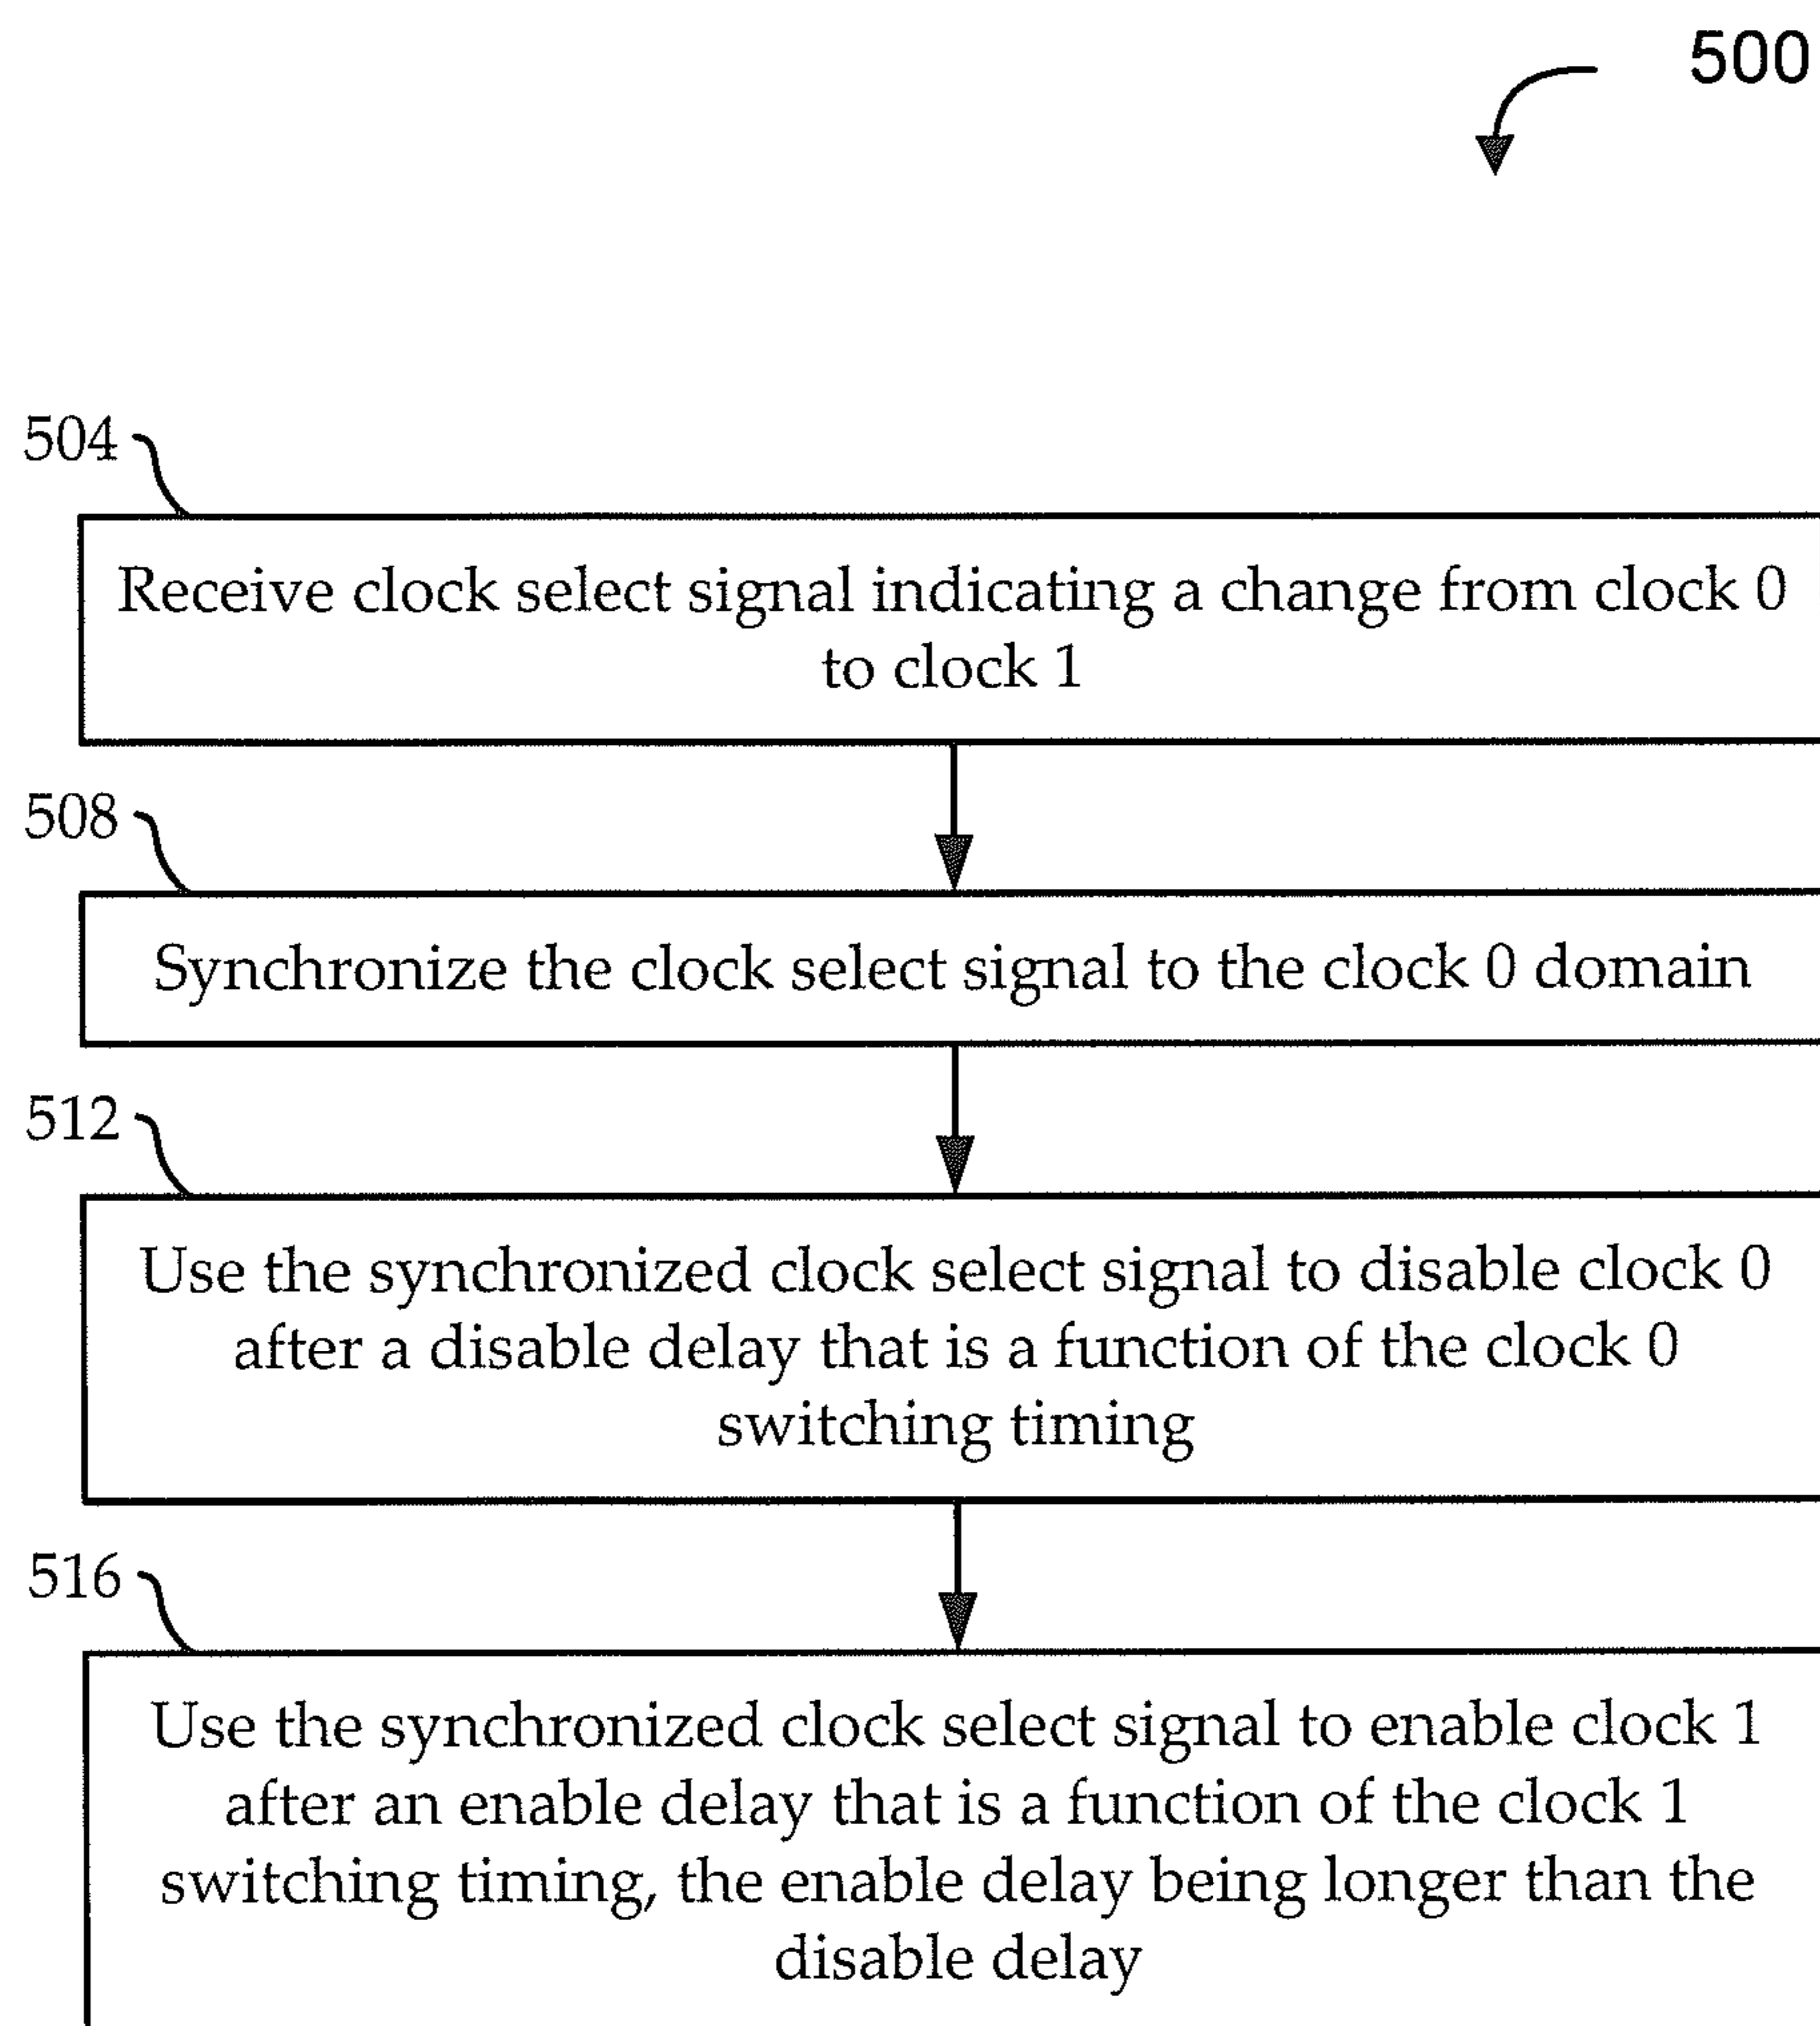 500
504
Receive clock select signal indicating a change from clock 0
to clock 1
508
Synchronize the clock select signal to the clock 0 domain
512
Use the synchronized clock select signal to disable clock 0
after a disable delay that is a function of the clock 0
switching timing
516
Use the synchronized clock select signal to enable clock 1
after an enable delay that is a function of the clock 1
switching timing, the enable delay being longer than the
disable delay